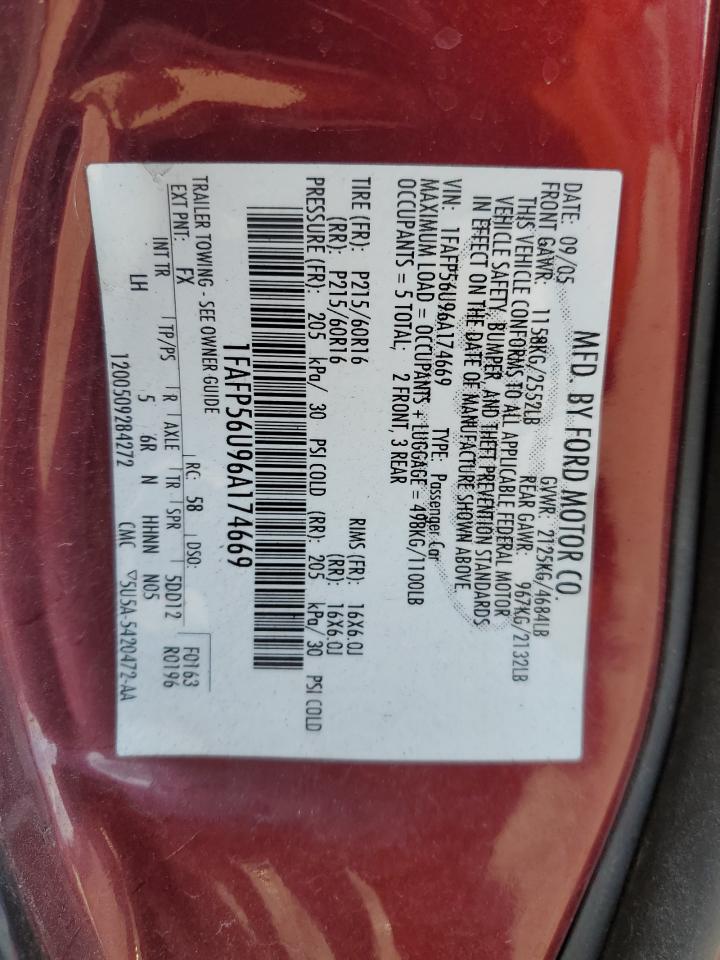 MFD. BY FORD MOTOR CO.
DATE: 09/05 GVWR: 2125KG/4684LB
FRONT GAWR: 1158KG/2552LB REAR GAWR: 967KG/2132LB
THIS VEHICLE CONFORMS TO ALL APPLICABLE FEDERAL MOTOR
VEHICLE SAFETY, BUMPER, AND THEFT PREVENTION STANDARDS
IN EFFECT ON THE DATE OF MANUFACTURE SHOWN ABOVE.
VIN: 1FAFP56U96A174669 TYPE: Passenger Car
MAXIMUM LOAD = OCCUPANTS + LUGGAGE = 498KG/1100LB
OCCUPANTS = 5 TOTAL; 2 FRONT, 3 REAR
TIRE (FR): P215/60R16 RIMS (FR): 16X6.0J
(RR): P215/60R16 (RR): 16X6.0J
PRESSURE (FR): 205 kPa/ 30 PSI COLD (RR): 205 kPa/ 30 PSI COLD
1FAFP56U96A174669
TRAILER TOWING - SEE OWNER GUIDE
EXT PNT: FX RC: 58 DSO: F0163
R0196
INT TR TP/PS R AXLE TR SPR 5DD12
LH 5 6R N HHNN N05
1200509284272 CMC ▽5U5A-5420472-AA